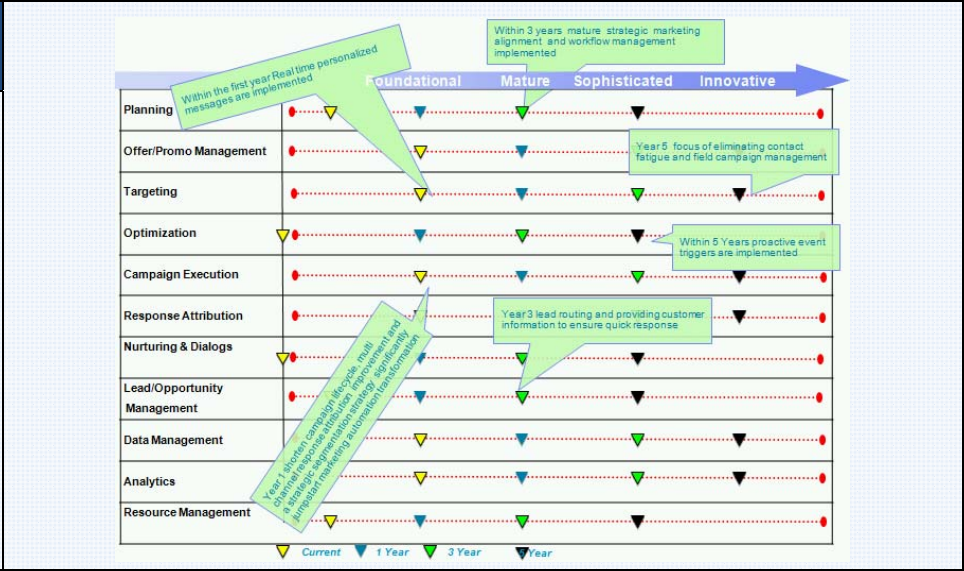 Within 3 years mature strategic marketing
alignment and workflow management
implemented
Within the first year Real time personalized
messages are implemented
Foundational Mature Sophisticated Innovative
Planning
Offer/Promo Management
Year 5 focus of eliminating contact
fatigue and field campaign management
Targeting
Optimization
Within 5 Years proactive event
triggers are implemented
Campaign Execution
Response Attribution
Year 3 lead routing and providing customer
information to ensure quick response
Nurturing & Dialogs
Lead/Opportunity
Management
Year 1 shorten campaign lifecycle, multi
channel response attribution improvement and
a strategic segmentation strategy significantly
jumpstart marketing automation transformation
Data Management
Analytics
Resource Management
Current 1 Year 3 Year Year